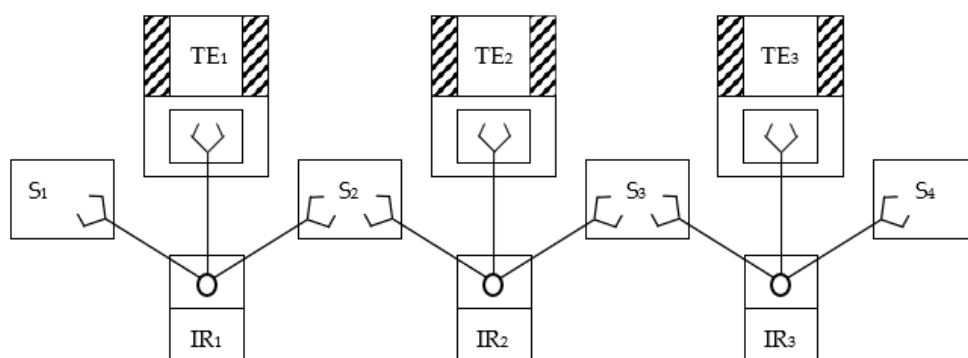 TE₁ TE₂ TE₃
S₁ S₂ S₃ S₄
IR₁ IR₂ IR₃